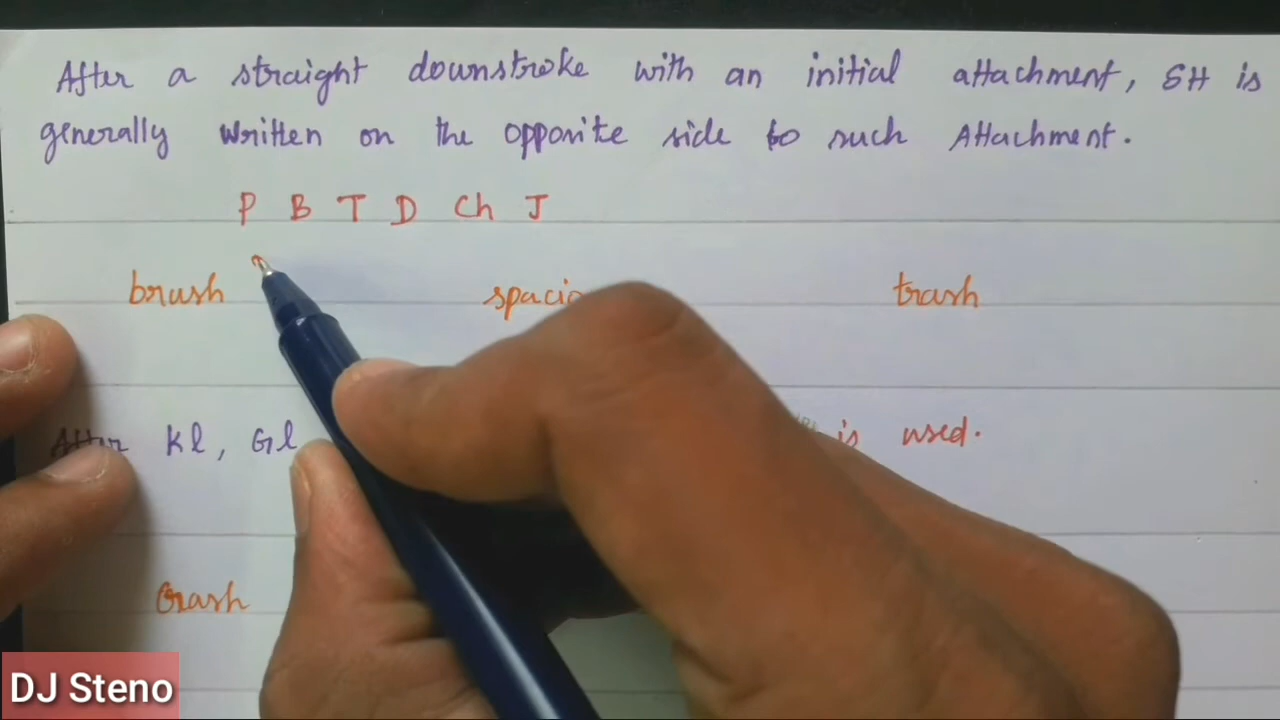 After a straight downstroke with an initial attachment, SH is
generally written on the opposite side to such Attachment.
P B T D Ch J
brush trash
After Kl, Gl is used.
Crash
DJ Steno